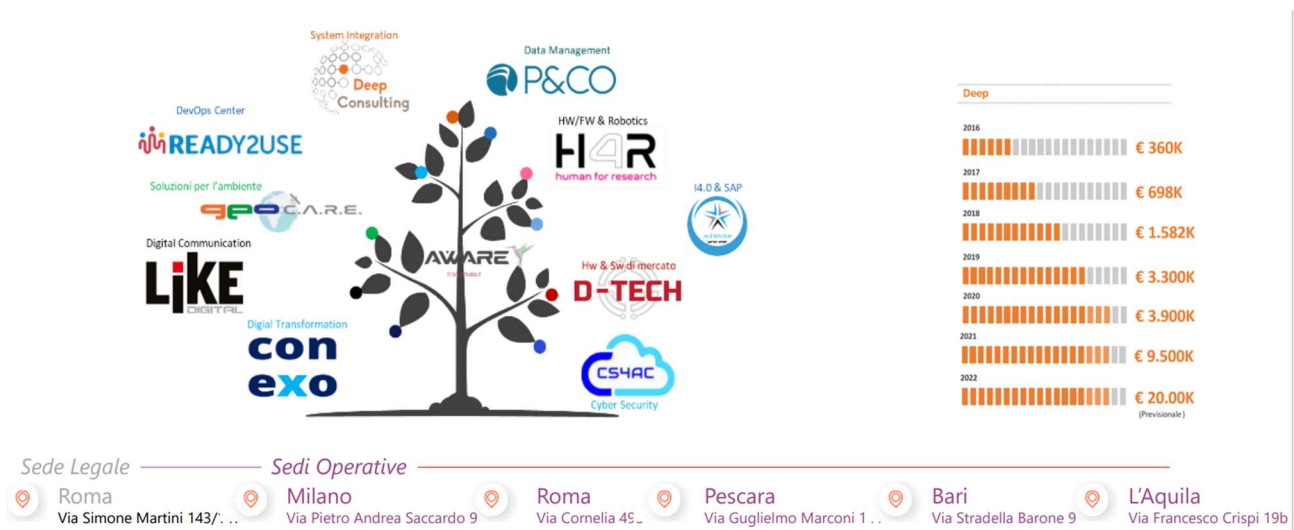 System Integration
Deep
Consulting
Data Management
P&CO
DevOps Center
READY2USE
HW/FW & Robotics
H4R
human for research
Soluzioni per l'ambiente
geo C.A.R.E.
I4.0 & SAP
Digital Communication
LiKE
DIGITAL
AWARE
Hw & Sw di mercato
D-TECH
Digial Transformation
con
exo
CS4AC
Cyber Security
Deep
2016
€ 360K
2017
€ 698K
2018
€ 1.582K
2019
€ 3.300K
2020
€ 3.900K
2021
€ 9.500K
2022
€ 20.00K
(Previsionale)
Sede Legale
Sedi Operative
Roma
Via Simone Martini 143/
Milano
Via Pietro Andrea Saccardo 9
Roma
Via Cornelia
Pescara
Via Guglielmo Marconi
Bari
Via Stradella Barone 9
L'Aquila
Via Francesco Crispi 19b